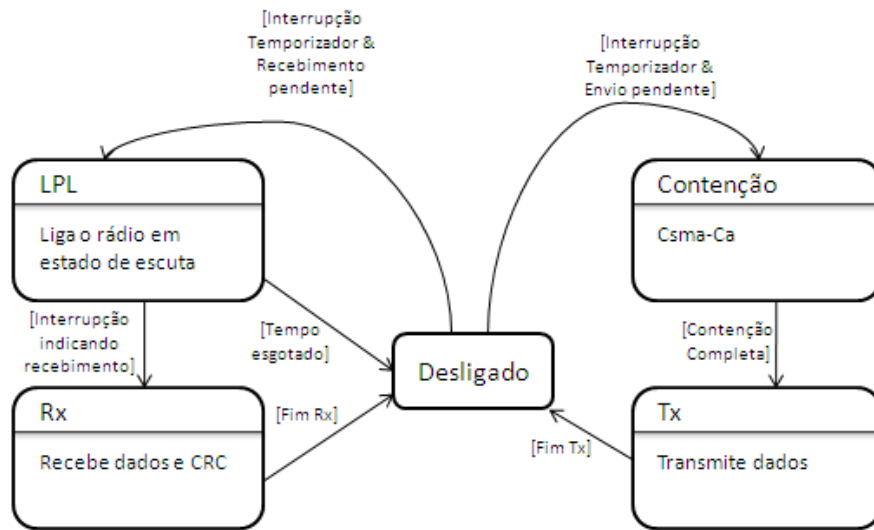 [Interrupção
Temporizador &
Recebimento
pendente]
[Interrupção
Temporizador &
Envio pendente]
LPL
Liga o rádio em
estado de escuta
Contenção
Csma-Ca
[Interrupção
indicando
recebimento]
[Tempo
esgotado]
Desligado
[Contenção
Completa]
Rx
Recebe dados e CRC
[Fim Rx]
[Fim Tx]
Tx
Transmite dados